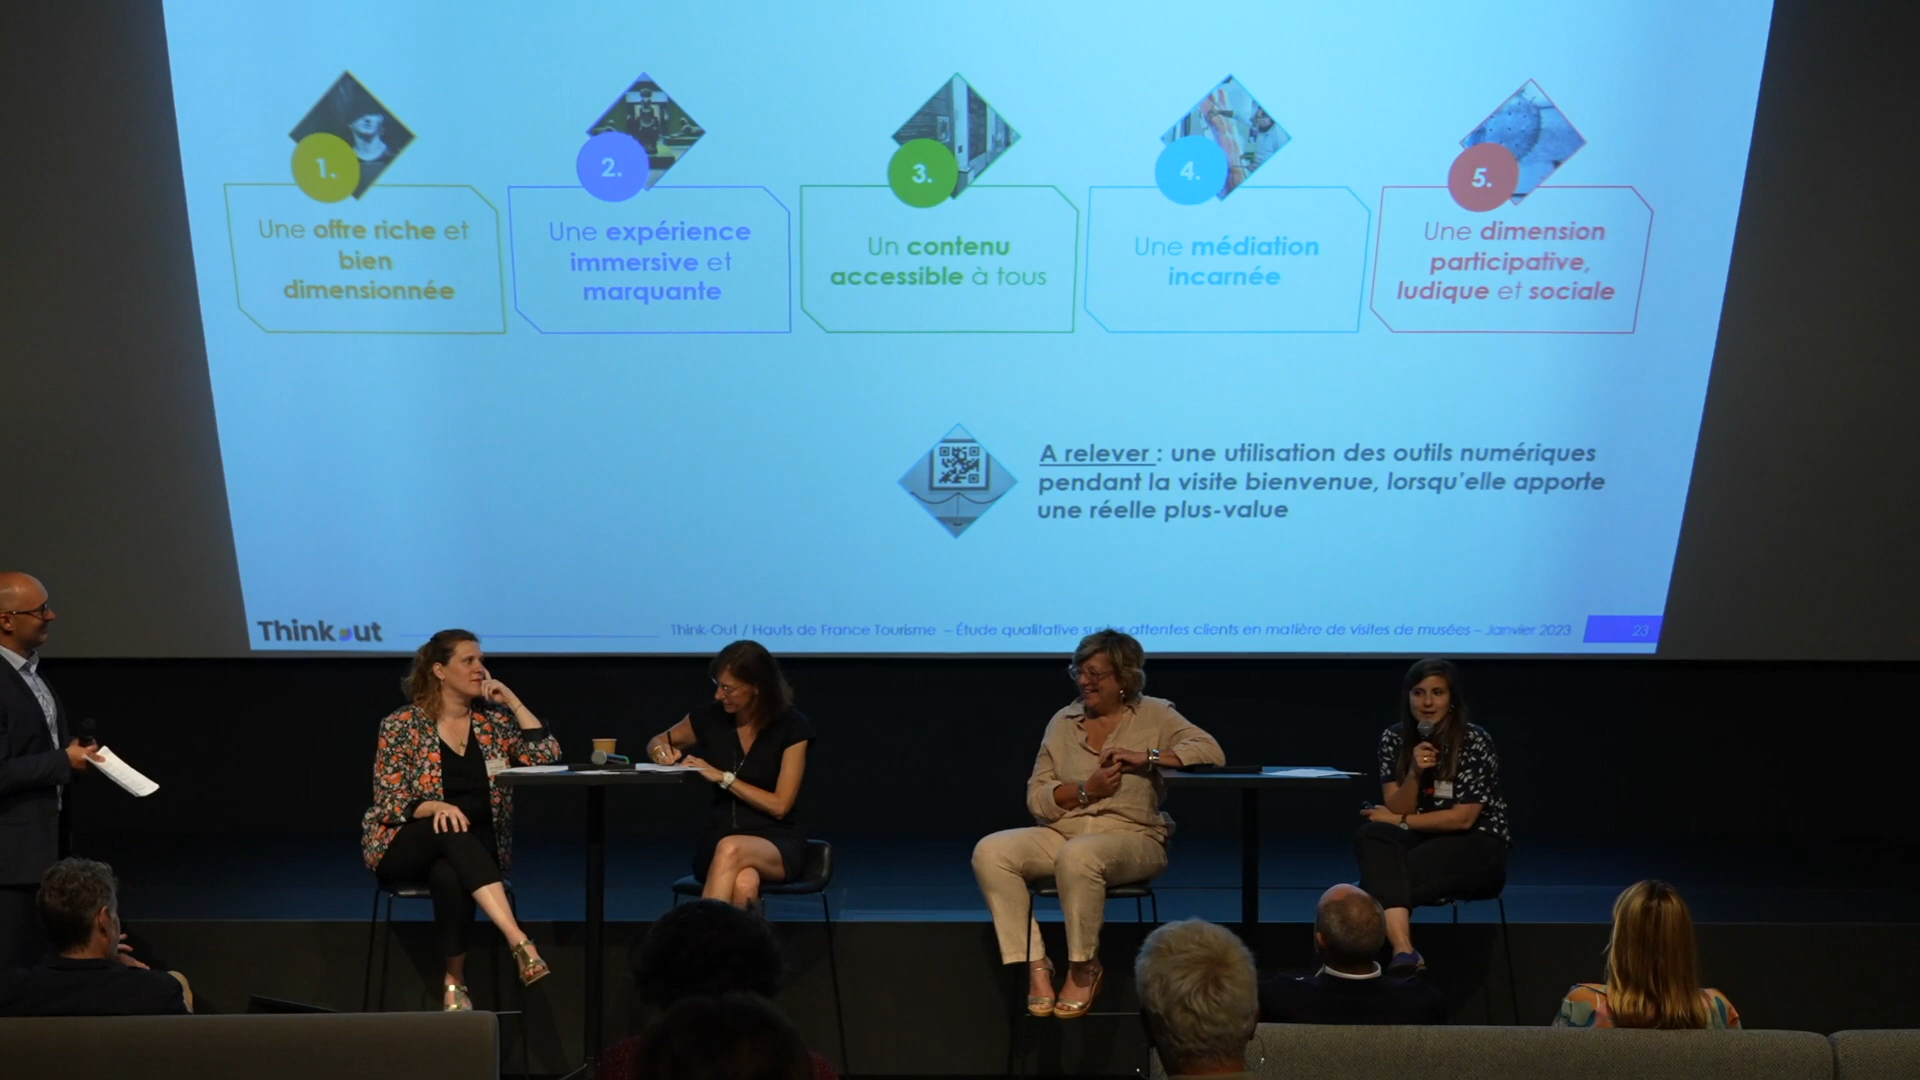 1.
Une offre riche et
bien
dimensionnée
2.
Une expérience
immersive et
marquante
3.
Un contenu
accessible à tous
4.
Une médiation
incarnée
5.
Une dimension
participative,
ludique et sociale
A relever : une utilisation des outils numériques
pendant la visite bienvenue, lorsqu'elle apporte
une réelle plus-value
Think out
Think-Out / Hauts de France Tourisme – Étude qualitative sur les attentes clients en matière de visites de musées – Janvier 2023
23